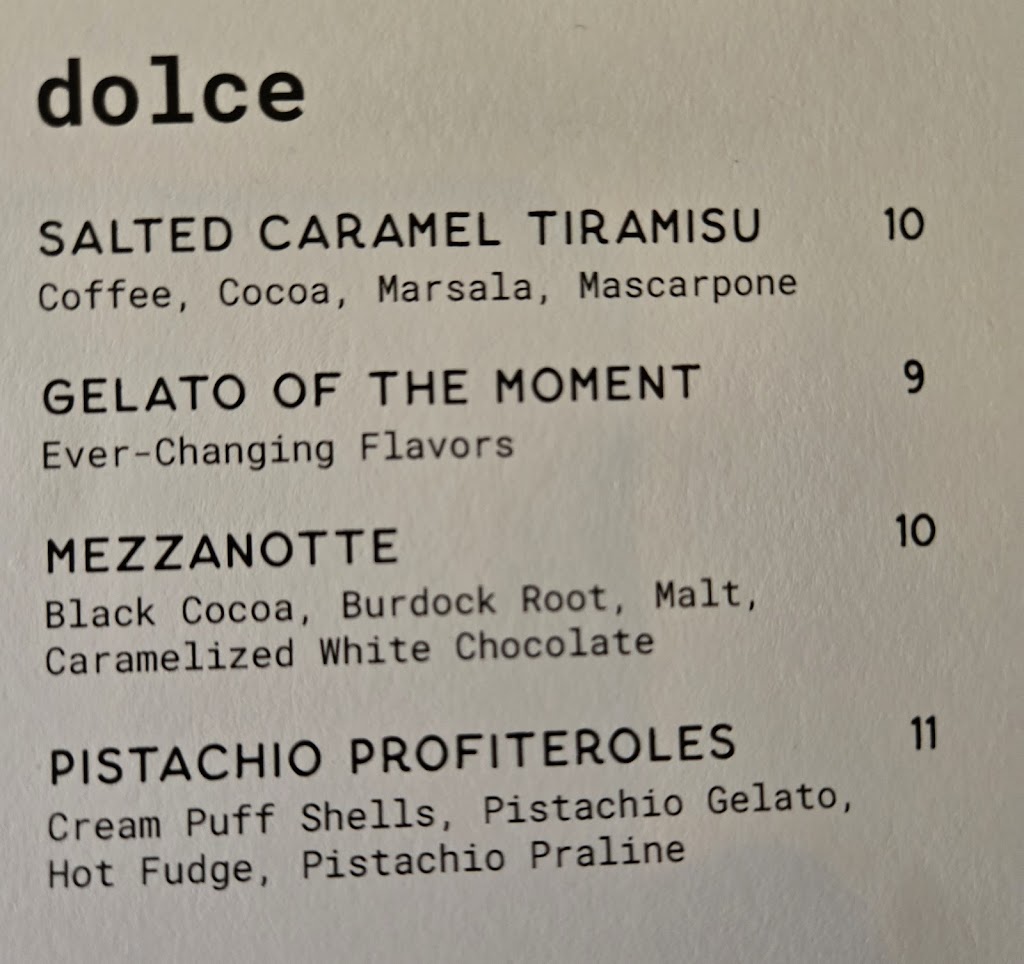 dolce
SALTED CARAMEL TIRAMISU 10
Coffee, Cocoa, Marsala, Mascarpone
GELATO OF THE MOMENT 9
Ever-Changing Flavors
MEZZANOTTE 10
Black Cocoa, Burdock Root, Malt,
Caramelized White Chocolate
PISTACHIO PROFITEROLES 11
Cream Puff Shells, Pistachio Gelato,
Hot Fudge, Pistachio Praline